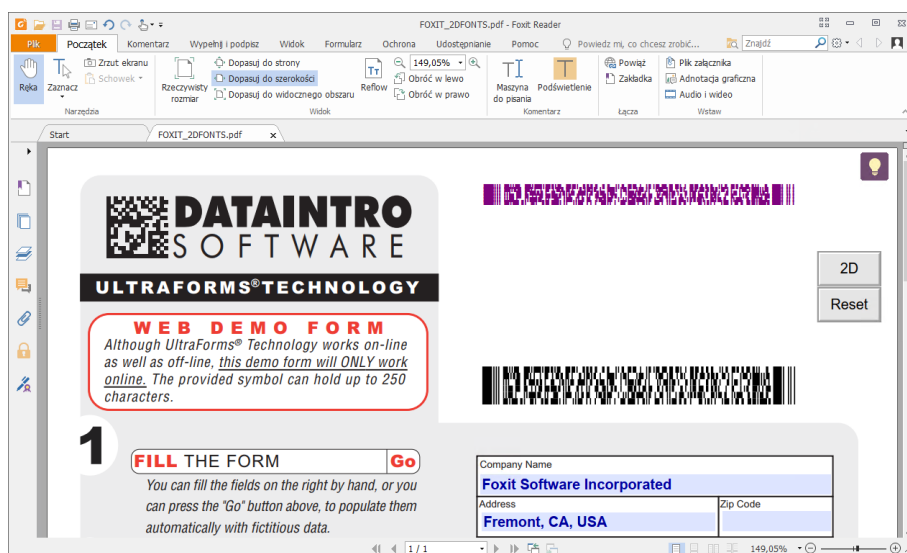 FOXIT_2DFONTS.pdf - Foxit Reader
Plik Początek Komentarz Wypełnij i podpisz Widok Formularz Ochrona Udostępnianie Pomoc Powiedz mi, co chcesz zrobić... Znajdź
Ręka
Zaznacz
Zrzut ekranu
Schowek
Narzędzia
Rzeczywisty
rozmiar
Dopasuj do strony
Dopasuj do szerokości
Dopasuj do widocznego obszaru
Reflow
149,05%
Obróć w lewo
Obróć w prawo
Widok
Maszyna
do pisania
Podświetlenie
Komentarz
Powiąż
Zakładka
Łącza
Plik załącznika
Adnotacja graficzna
Audio i wideo
Wstaw
Start FOXIT_2DFONTS.pdf x
DATAINTRO
SOFTWARE
ULTRAFORMS®TECHNOLOGY
WEB DEMO FORM
Although UltraForms® Technology works on-line
as well as off-line, this demo form will ONLY work
online. The provided symbol can hold up to 250
characters.
2D
Reset
1
FILL THE FORM Go
You can fill the fields on the right by hand, or you
can press the "Go" button above, to populate them
automatically with fictitious data.
Company Name
Foxit Software Incorporated
Address Zip Code
Fremont, CA, USA
1 / 1 149,05%